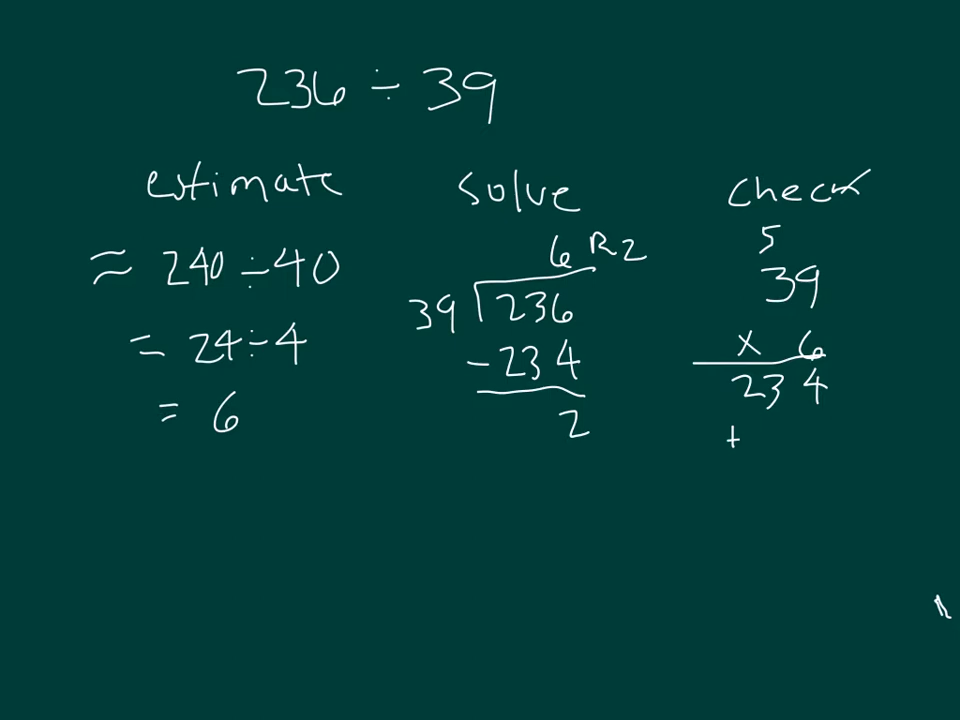 236 ÷ 39
estimate
≈ 240 ÷ 40
= 24 ÷ 4
= 6
solve
6 R2
39 236
- 234
2
check
5
39
x 6
234
+